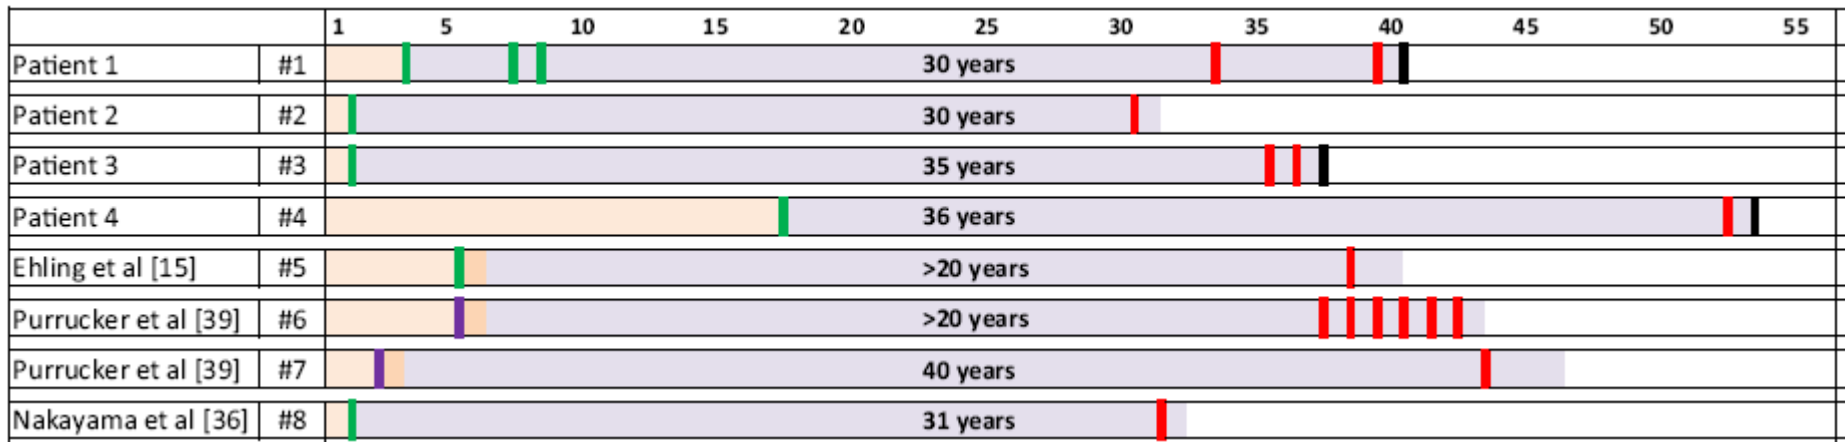 1 5 10 15 20 25 30 35 40 45 50 55
Patient 1 #1 30 years
Patient 2 #2 30 years
Patient 3 #3 35 years
Patient 4 #4 36 years
Ehling et al [15] #5 >20 years
Purrucker et al [39] #6 >20 years
Purrucker et al [39] #7 40 years
Nakayama et al [36] #8 31 years